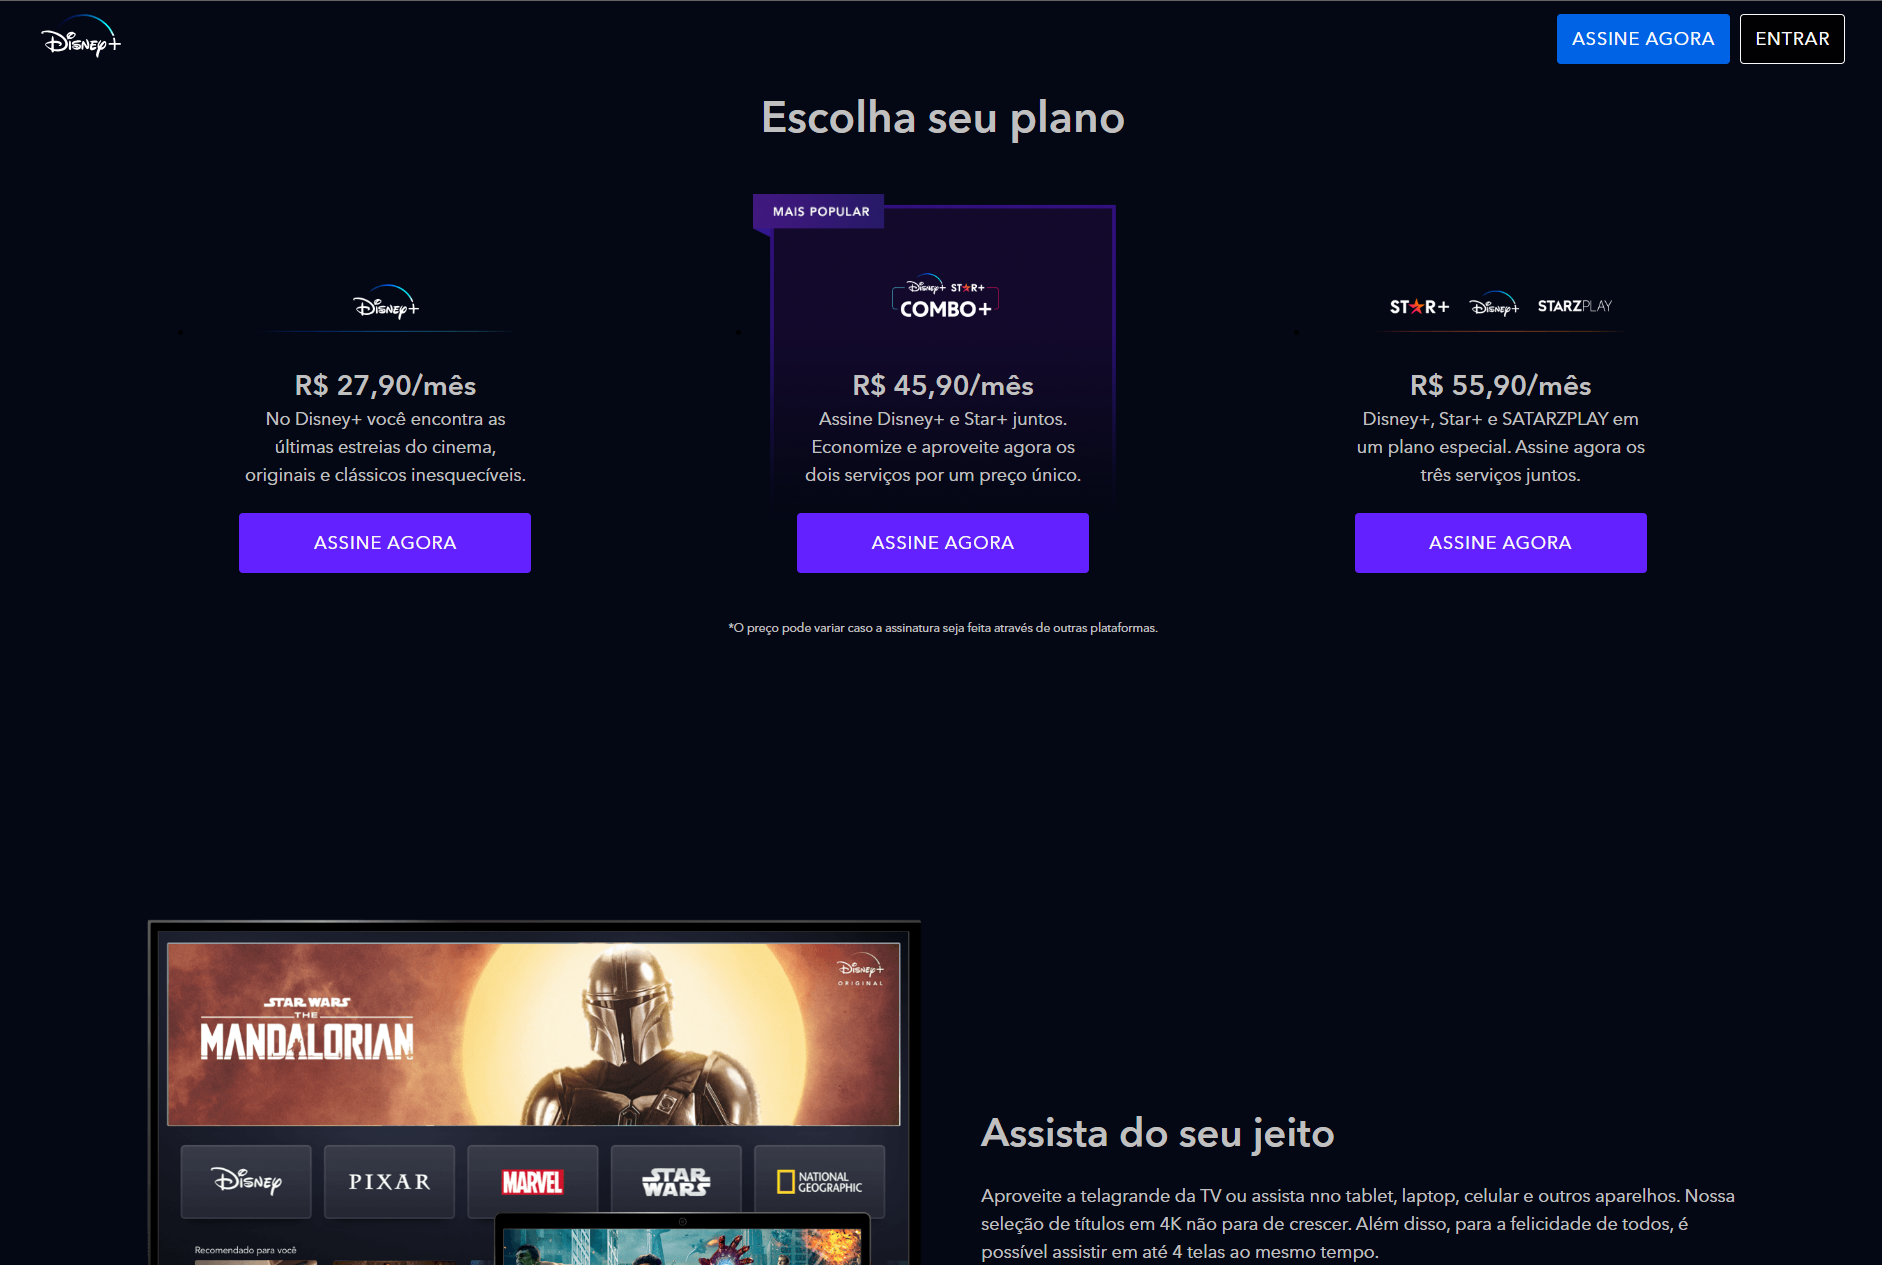 Disney+
ASSINE AGORA
ENTRAR
Escolha seu plano
MAIS POPULAR
Disney+
Disney+ STAR+
COMBO+
STAR+ Disney+ STARZPLAY
R$ 27,90/mês
No Disney+ você encontra as
últimas estreias do cinema,
originais e clássicos inesquecíveis.
ASSINE AGORA
R$ 45,90/mês
Assine Disney+ e Star+ juntos.
Economize e aproveite agora os
dois serviços por um preço único.
ASSINE AGORA
R$ 55,90/mês
Disney+, Star+ e SATARZPLAY em
um plano especial. Assine agora os
três serviços juntos.
ASSINE AGORA
*O preço pode variar caso a assinatura seja feita através de outras plataformas.
Disney+
ORIGINAL
STAR WARS
THE
MANDALORIAN
Disney
PIXAR
MARVEL
STAR
WARS
NATIONAL
GEOGRAPHIC
Recomendado para você
Assista do seu jeito
Aproveite a telagrande da TV ou assista nno tablet, laptop, celular e outros aparelhos. Nossa
seleção de títulos em 4K não para de crescer. Além disso, para a felicidade de todos, é
possível assistir em até 4 telas ao mesmo tempo.